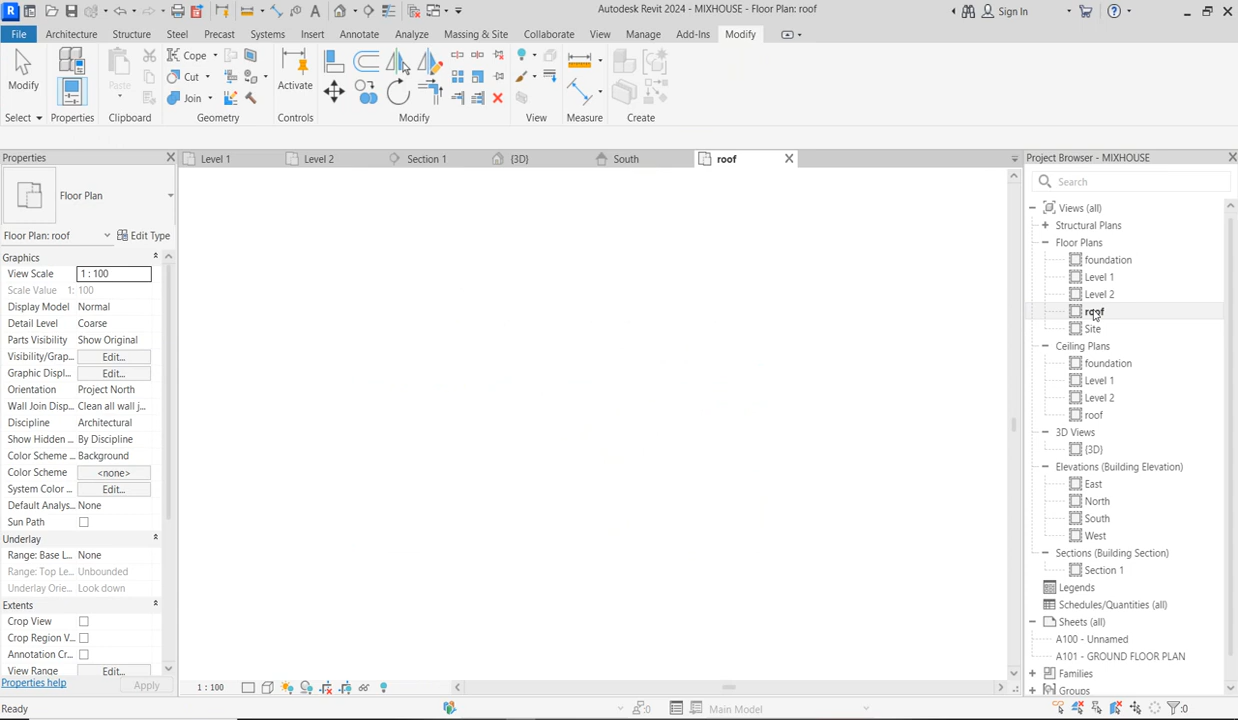 Autodesk Revit 2024 - MIXHOUSE - Floor Plan: roof
Sign In
File Architecture Structure Steel Precast Systems Insert Annotate Analyze Massing & Site Collaborate View Manage Add-Ins Modify
Modify
Paste
Cope
Cut
Join
Activate
Select Properties Clipboard Geometry Controls Modify View Measure Create
Properties
Level 1 Level 2 Section 1 {3D} South roof
Project Browser - MIXHOUSE
Floor Plan
Search
Floor Plan: roof Edit Type
Graphics
View Scale 1 : 100
Scale Value 1: 100
Display Model Normal
Detail Level Coarse
Parts Visibility Show Original
Visibility/Grap... Edit...
Graphic Displ... Edit...
Orientation Project North
Wall Join Disp... Clean all wall j...
Discipline Architectural
Show Hidden ... By Discipline
Color Scheme ... Background
Color Scheme <none>
System Color ... Edit...
Default Analys... None
Sun Path
Underlay
Range: Base L... None
Range: Top Le... Unbounded
Underlay Orie... Look down
Extents
Crop View
Crop Region V...
Annotation Cr...
View Range Edit...
Properties help Apply
Views (all)
Structural Plans
Floor Plans
foundation
Level 1
Level 2
roof
Site
Ceiling Plans
foundation
Level 1
Level 2
roof
3D Views
{3D}
Elevations (Building Elevation)
East
North
South
West
Sections (Building Section)
Section 1
Legends
Schedules/Quantities (all)
Sheets (all)
A100 - Unnamed
A101 - GROUND FLOOR PLAN
Families
Groups
1 : 100
Ready
:0
Main Model
:0